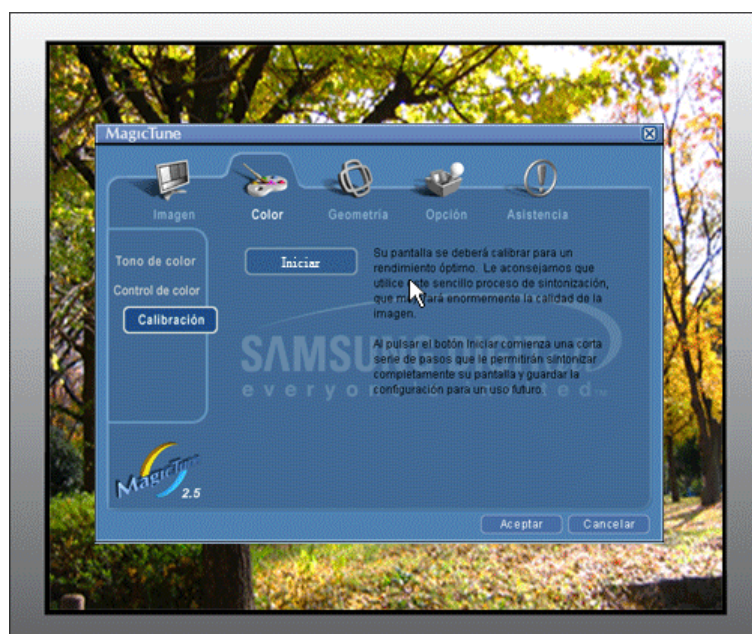 MagicTune
Imagen
Color
Geometría
Opción
Asistencia
Tono de color
Control de color
Calibración
Iniciar
Su pantalla se deberá calibrar para un
rendimiento óptimo. Le aconsejamos que
utilice este sencillo proceso de sintonización,
que mejorará enormemente la calidad de la
imagen.
Al pulsar el botón Iniciar comienza una corta
serie de pasos que le permitirán sintonizar
completamente su pantalla y guardar la
configuración para un uso futuro.
SAMSUNG
MagicTune
2.5
Aceptar
Cancelar